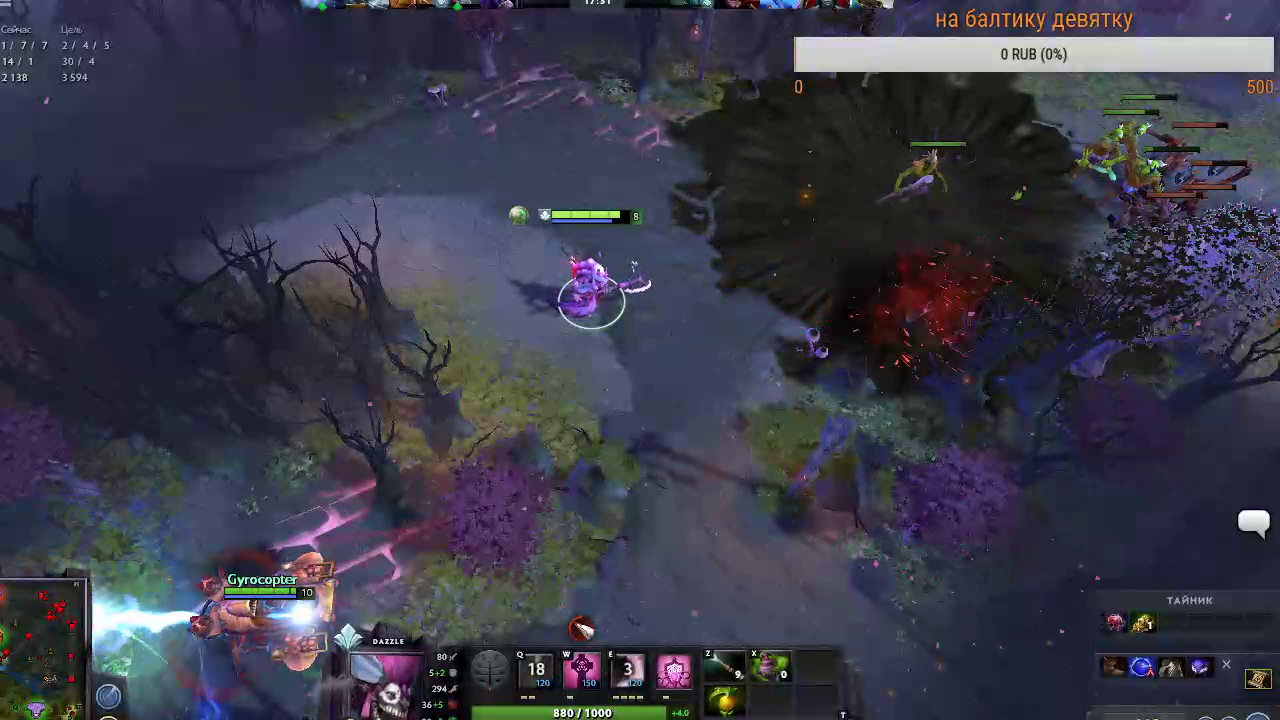 17:31
на балтику девятку
0 RUB (0%)
0
500
Сейчас Цель
1 / 7 / 7 2 / 4 / 5
14 / 1 30 / 4
2 138 3 594
8
Gyrocopter
10
DAZZLE
80
5+2
294
36+5
Q
18
120
W
150
E
3
120
Z
9
X
0
880 / 1000
+4.0
T
ТАЙНИК
1